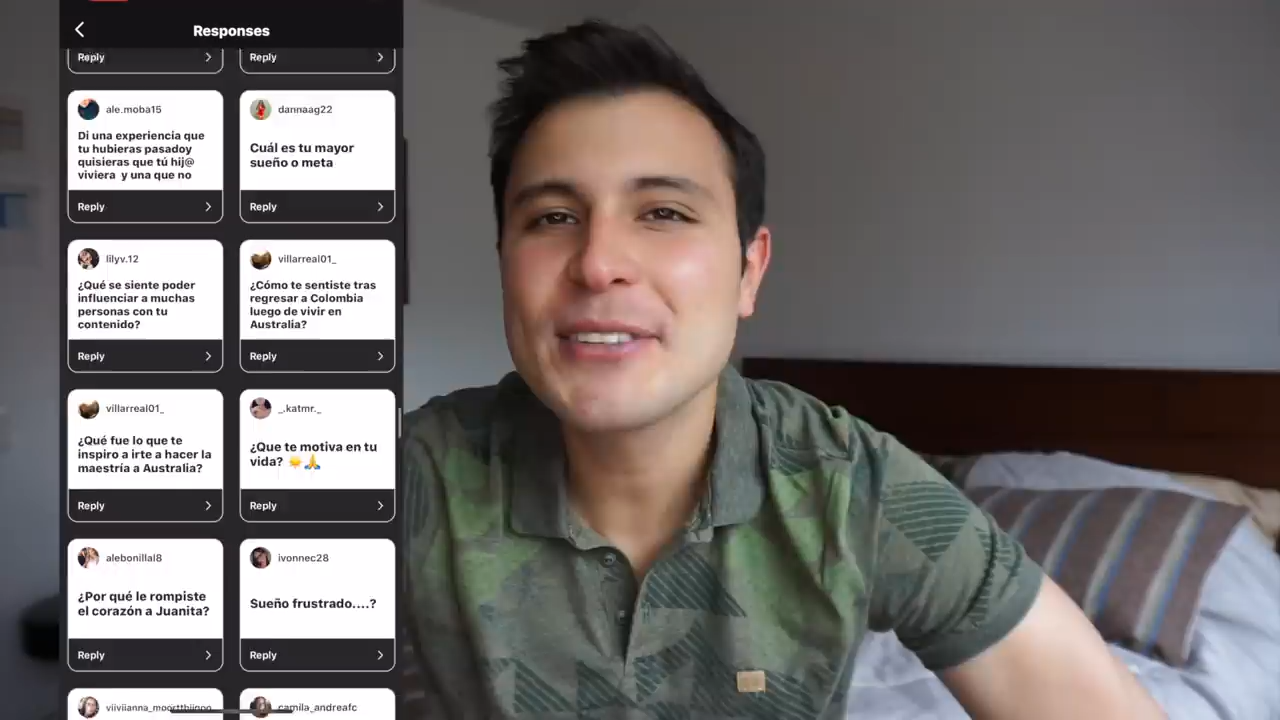 Responses
Reply
Reply
ale.moba15
Di una experiencia que
tu hubieras pasadoy
quisieras que tú hij@
viviera y una que no
Reply
dannaag22
Cuál es tu mayor
sueño o meta
Reply
lilyv.12
¿Qué se siente poder
influenciar a muchas
personas con tu
contenido?
Reply
villarreal01_
¿Cómo te sentiste tras
regresar a Colombia
luego de vivir en
Australia?
Reply
villarreal01_
¿Qué fue lo que te
inspiro a irte a hacer la
maestría a Australia?
Reply
_.katmr._
¿Que te motiva en tu
vida? ☀️🙏
Reply
alebonillal8
¿Por qué le rompiste
el corazón a Juanita?
Reply
ivonnec28
Sueño frustrado....?
Reply
camila_andreafc